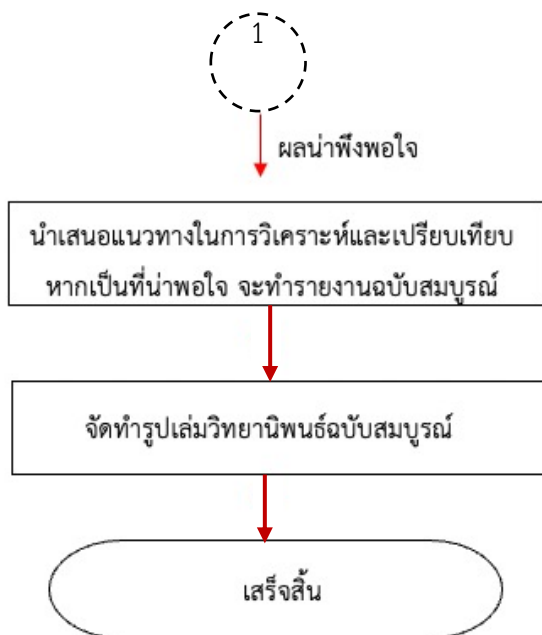 1
ผลน่าพึงพอใจ
นำเสนอแนวทางในการวิเคราะห์และเปรียบเทียบ
หากเป็นที่น่าพอใจ จะทำรายงานฉบับสมบูรณ์
จัดทำรูปเล่มวิทยานิพนธ์ฉบับสมบูรณ์
เสร็จสิ้น